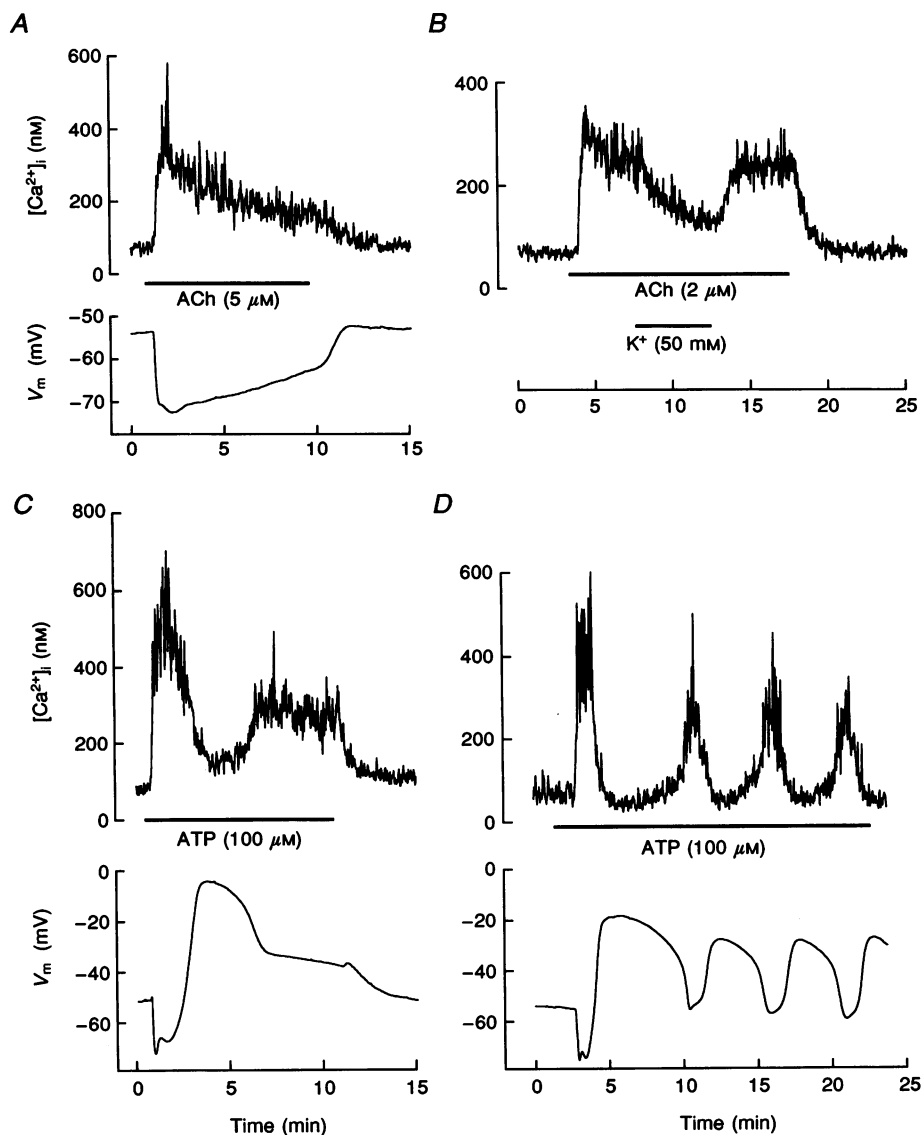 A
600
400
200
0
[Ca²⁺]ᵢ (nM)
ACh (5 μM)
−50
−60
−70
Vₘ (mV)
0 5 10 15
B
400
200
0
ACh (2 μM)
K⁺ (50 mM)
0 5 10 15 20 25
C
800
600
400
200
0
[Ca²⁺]ᵢ (nM)
ATP (100 μM)
0
−20
−40
−60
Vₘ (mV)
0 5 10 15
Time (min)
D
600
400
200
0
ATP (100 μM)
0
−20
−40
−60
0 5 10 15 20 25
Time (min)